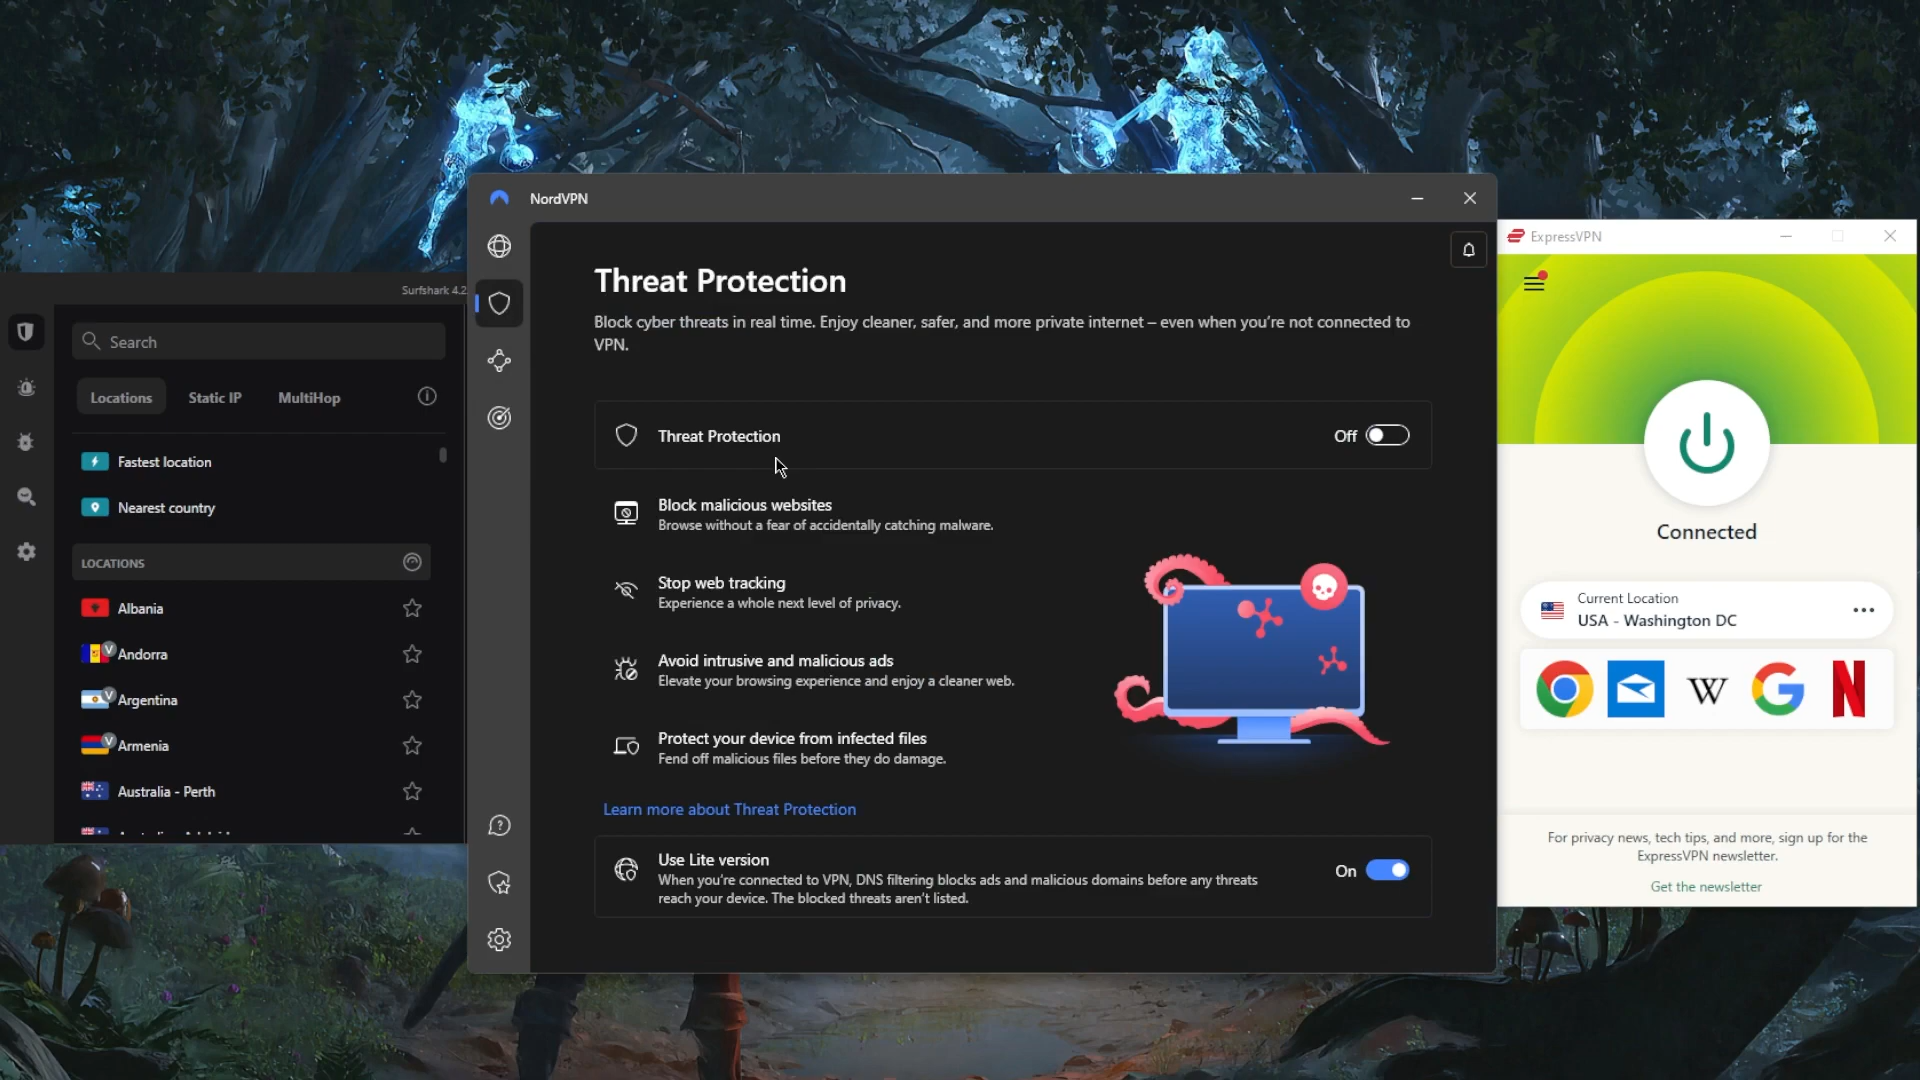 Surfshark 4.2
Search
Locations
Static IP
MultiHop
Fastest location
Nearest country
LOCATIONS
Albania
V
Andorra
V
Argentina
V
Armenia
Australia - Perth
NordVPN
Threat Protection
Block cyber threats in real time. Enjoy cleaner, safer, and more private internet – even when you're not connected to
VPN.
Threat Protection
Off
Block malicious websites
Browse without a fear of accidentally catching malware.
Stop web tracking
Experience a whole next level of privacy.
Avoid intrusive and malicious ads
Elevate your browsing experience and enjoy a cleaner web.
Protect your device from infected files
Fend off malicious files before they do damage.
Learn more about Threat Protection
Use Lite version
When you're connected to VPN, DNS filtering blocks ads and malicious domains before any threats
reach your device. The blocked threats aren't listed.
On
ExpressVPN
Connected
Current Location
USA - Washington DC
W
G
N
For privacy news, tech tips, and more, sign up for the
ExpressVPN newsletter.
Get the newsletter